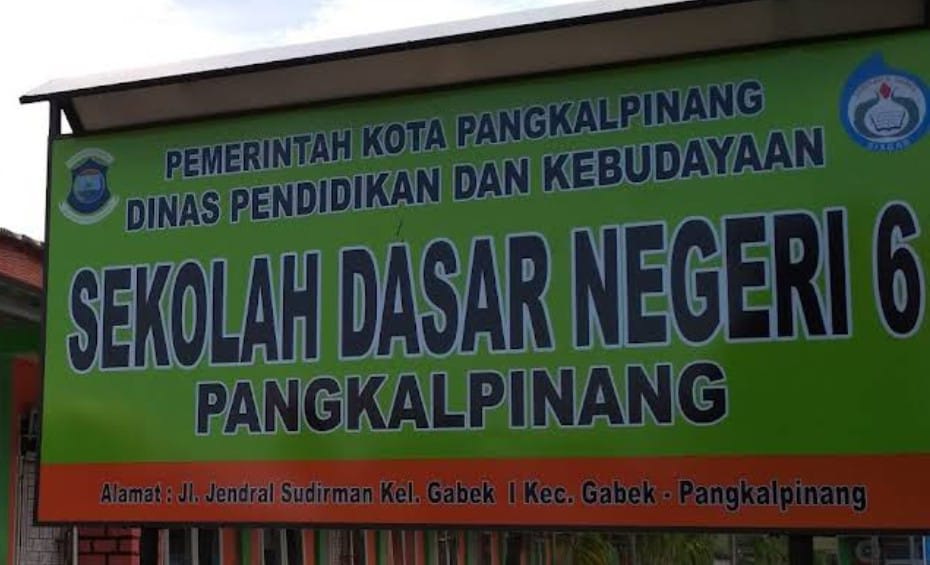 PEMERINTAH KOTA PANGKALPINANG
DINAS PENDIDIKAN DAN KEBUDAYAAN
SEKOLAH DASAR NEGERI 6
PANGKALPINANG
Alamat : Jl. Jendral Sudirman Kel. Gabek I Kec. Gabek - Pangkalpinang